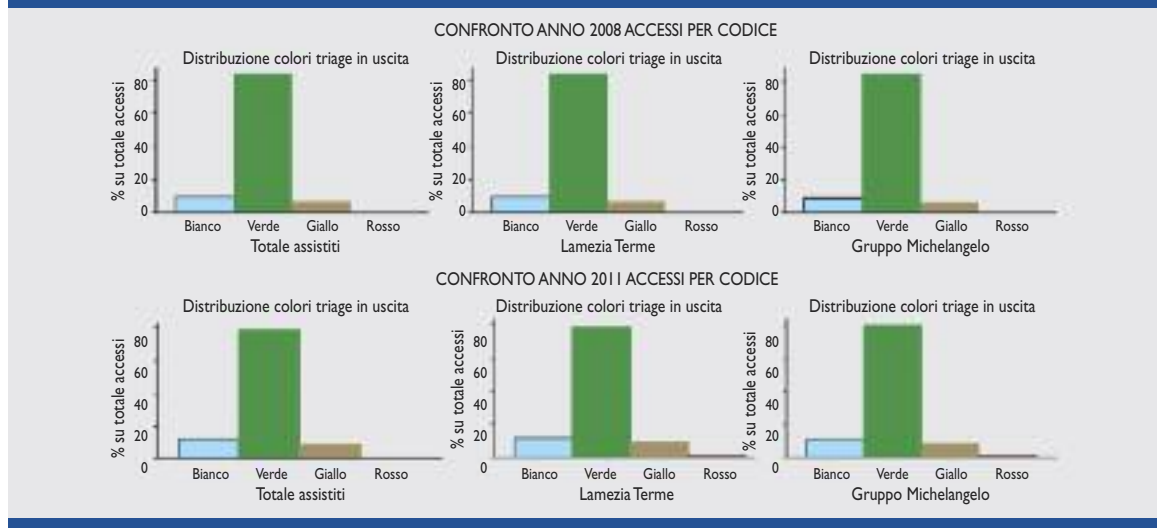 CONFRONTO ANNO 2008 ACCESSI PER CODICE
Distribuzione colori triage in uscita
% su totale accessi
80
60
40
20
0
Bianco Verde Giallo Rosso
Totale assistiti
Distribuzione colori triage in uscita
% su totale accessi
80
60
40
20
0
Bianco Verde Giallo Rosso
Lamezia Terme
Distribuzione colori triage in uscita
% su totale accessi
80
60
40
20
0
Bianco Verde Giallo Rosso
Gruppo Michelangelo
CONFRONTO ANNO 2011 ACCESSI PER CODICE
Distribuzione colori triage in uscita
% su totale accessi
80
60
40
20
0
Bianco Verde Giallo Rosso
Totale assistiti
Distribuzione colori triage in uscita
% su totale accessi
80
60
40
20
0
Bianco Verde Giallo Rosso
Lamezia Terme
Distribuzione colori triage in uscita
% su totale accessi
80
60
40
20
0
Bianco Verde Giallo Rosso
Gruppo Michelangelo